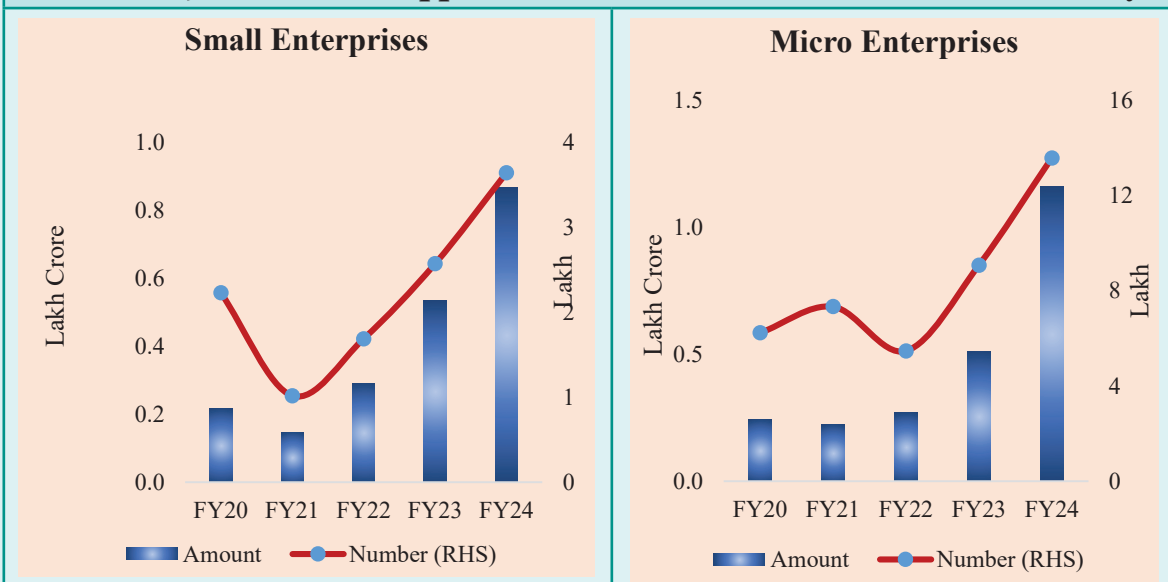 Small Enterprises
1.0
0.8
0.6
0.4
0.2
0.0
Lakh Crore
4
3
2
1
0
Lakh
FY20 FY21 FY22 FY23 FY24
Amount Number (RHS)
Micro Enterprises
1.5
1.0
0.5
0.0
Lakh Crore
16
12
8
4
0
Lakh
FY20 FY21 FY22 FY23 FY24
Amount Number (RHS)